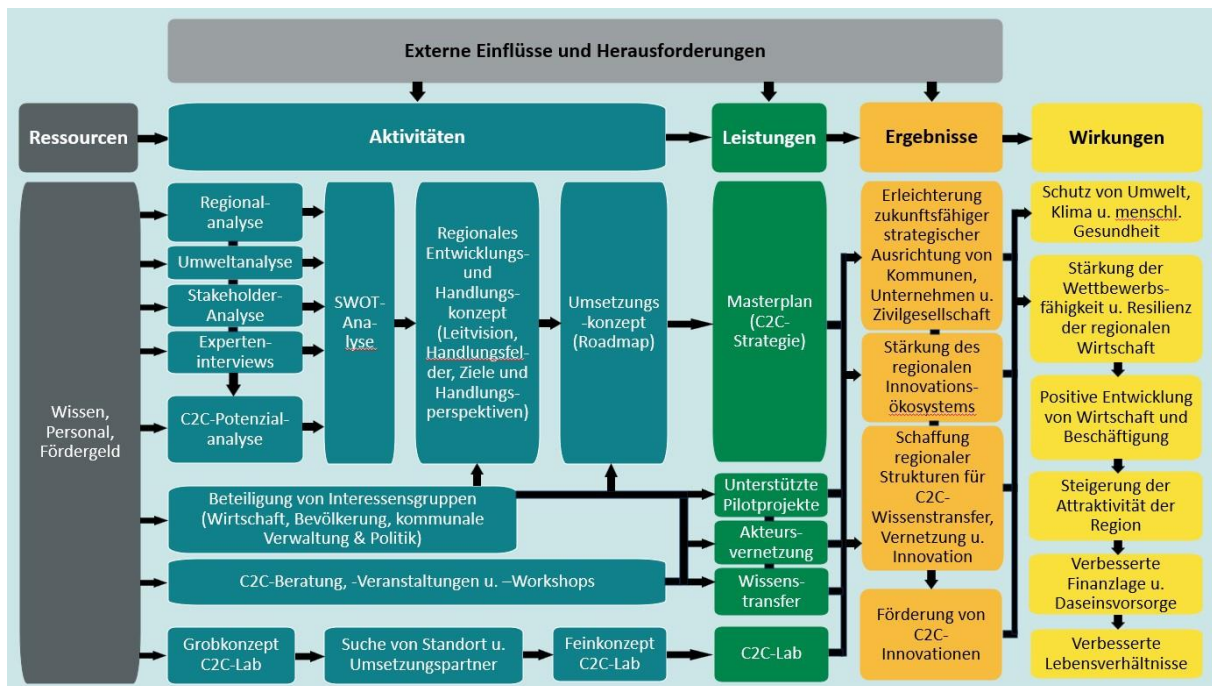 Externe Einflüsse und Herausforderungen
Ressourcen
Aktivitäten
Leistungen
Ergebnisse
Wirkungen
Wissen,
Personal,
Fördergeld
Regional-
analyse
Umweltanalyse
Stakeholder-
Analyse
Experten-
interviews
C2C-Potenzial-
analyse
SWOT-
Ana-
lyse
Regionales
Entwicklungs-
und
Handlungs-
konzept
(Leitvision,
Handlungsfel-
der, Ziele und
Handlungs-
perspektiven)
Umsetzungs
-konzept
(Roadmap)
Beteiligung von Interessensgruppen
(Wirtschaft, Bevölkerung, kommunale
Verwaltung & Politik)
C2C-Beratung, -Veranstaltungen u. –Workshops
Grobkonzept
C2C-Lab
Suche von Standort u.
Umsetzungspartner
Feinkonzept
C2C-Lab
Masterplan
(C2C-
Strategie)
Unterstützte
Pilotprojekte
Akteurs-
vernetzung
Wissens-
transfer
C2C-Lab
Erleichterung
zukunftsfähiger
strategischer
Ausrichtung von
Kommunen,
Unternehmen u.
Zivilgesellschaft
Stärkung des
regionalen
Innovations-
ökosystems
Schaffung
regionaler
Strukturen für
C2C-
Wissenstransfer,
Vernetzung u.
Innovation
Förderung von
C2C-
Innovationen
Schutz von Umwelt,
Klima u. menschl.
Gesundheit
Stärkung der
Wettbewerbs-
fähigkeit u. Resilienz
der regionalen
Wirtschaft
Positive Entwicklung
von Wirtschaft und
Beschäftigung
Steigerung der
Attraktivität der
Region
Verbesserte
Finanzlage u.
Daseinsvorsorge
Verbesserte
Lebensverhältnisse